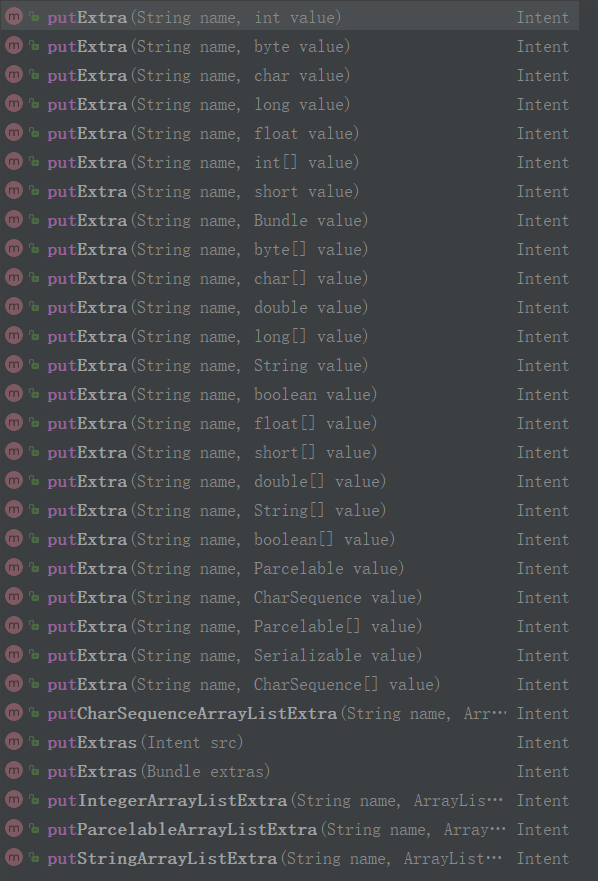 putExtra(String name, int value) Intent
putExtra(String name, byte value) Intent
putExtra(String name, char value) Intent
putExtra(String name, long value) Intent
putExtra(String name, float value) Intent
putExtra(String name, int[] value) Intent
putExtra(String name, short value) Intent
putExtra(String name, Bundle value) Intent
putExtra(String name, byte[] value) Intent
putExtra(String name, char[] value) Intent
putExtra(String name, double value) Intent
putExtra(String name, long[] value) Intent
putExtra(String name, String value) Intent
putExtra(String name, boolean value) Intent
putExtra(String name, float[] value) Intent
putExtra(String name, short[] value) Intent
putExtra(String name, double[] value) Intent
putExtra(String name, String[] value) Intent
putExtra(String name, boolean[] value) Intent
putExtra(String name, Parcelable value) Intent
putExtra(String name, CharSequence value) Intent
putExtra(String name, Parcelable[] value) Intent
putExtra(String name, Serializable value) Intent
putExtra(String name, CharSequence[] value) Intent
putCharSequenceArrayListExtra(String name, Arr… Intent
putExtras(Intent src) Intent
putExtras(Bundle extras) Intent
putIntegerArrayListExtra(String name, ArrayLis… Intent
putParcelableArrayListExtra(String name, Array… Intent
putStringArrayListExtra(String name, ArrayList… Intent